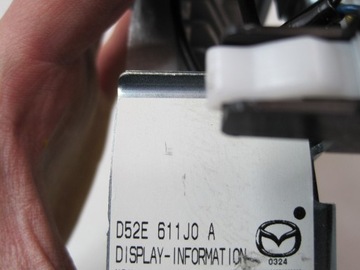 D52E 611J0 A
DISPLAY-INFORMATION
0324